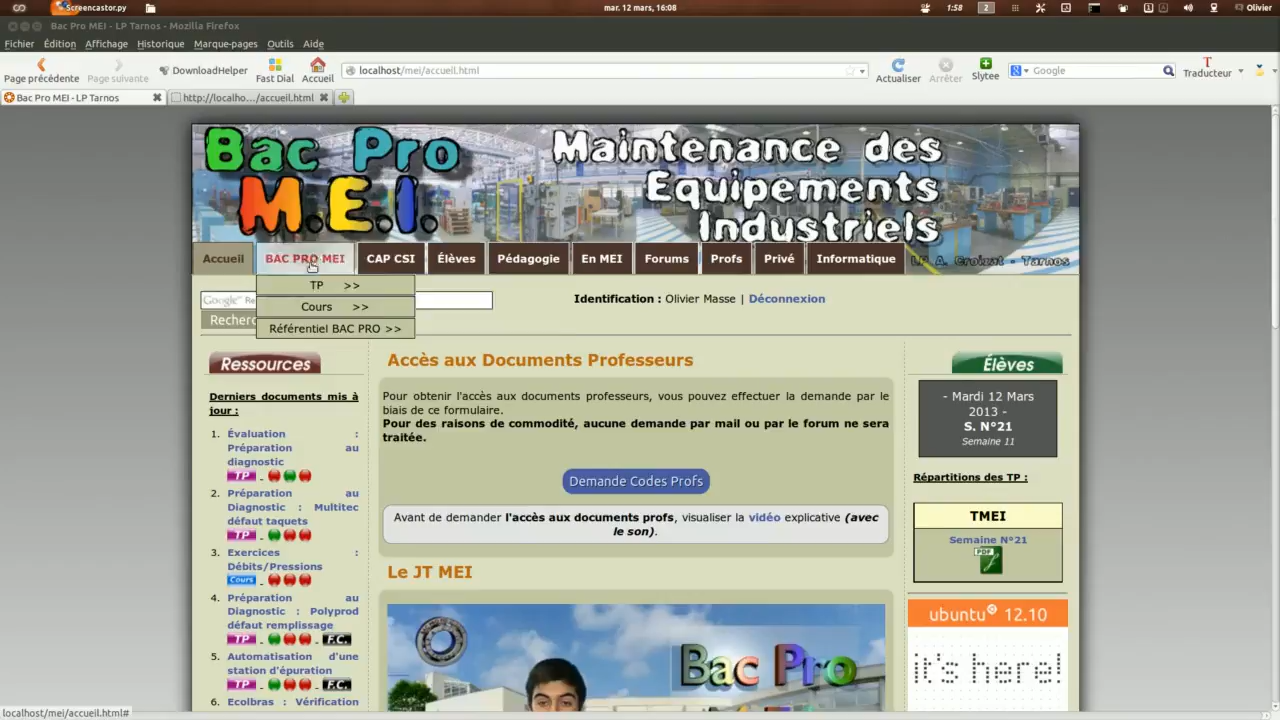 Screencastor.py
mar. 12 mars, 16:08
1:58
2
1
Olivier
Bac Pro MEI - LP Tarnos - Mozilla Firefox
Fichier Édition Affichage Historique Marque-pages Outils Aide
Page précédente
Page suivante
DownloadHelper
Fast Dial
Accueil
localhost/mei/accueil.html
Actualiser
Arrêter
Slytee
Google
Traducteur
Bac Pro MEI - LP Tarnos
http://localho.../accueil.html
Bac Pro
M.E.I.
Maintenance des
Equipements
Industriels
LP A. Croizat - Tarnos
Accueil BAC PRO MEI CAP CSI Élèves Pédagogie En MEI Forums Profs Privé Informatique
TP >>
Cours >>
Référentiel BAC PRO >>
Google™ Re
Recherc
Identification : Olivier Masse | Déconnexion
Ressources
Derniers documents mis à
jour :
1. Évaluation :
Préparation au
diagnostic
TP -
2. Préparation au
Diagnostic : Multitec
défaut taquets
TP -
3. Exercices :
Débits/Pressions
Cours -
4. Préparation au
Diagnostic : Polyprod
défaut remplissage
TP - - F.C.
5. Automatisation d'une
station d'épuration
TP - - F.C.
6. Ecolbras : Vérification
Accès aux Documents Professeurs
Pour obtenir l'accès aux documents professeurs, vous pouvez effectuer la demande par le
biais de ce formulaire.
Pour des raisons de commodité, aucune demande par mail ou par le forum ne sera
traitée.
Demande Codes Profs
Avant de demander l'accès aux documents profs, visualiser la vidéo explicative (avec
le son).
Le JT MEI
Bac Pro
Élèves
- Mardi 12 Mars
2013 -
S. N°21
Semaine 11
Répartitions des TP :
TMEI
Semaine N°21
PDF
ubuntu 12.10
it's here!
localhost/mei/accueil.html#